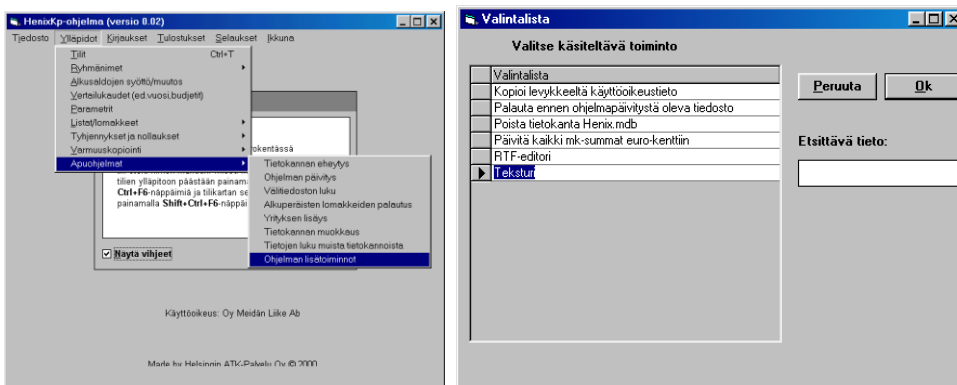 HenixKp-ohjelma (versio 8.02)
Tiedosto Ylläpidot Kirjaukset Tulostukset Selaukset Ikkuna
Tilit Ctrl+T
Ryhmänimet
Alkusaldojen syöttö/muutos
Vertailukaudet (ed.vuosi,budjetit)
Parametrit
Listat/lomakkeet
Tyhjennykset ja nollaukset
Varmuuskopiointi
Apuohjelmat
Tietokannan eheytys
Ohjelman päivitys
Välitiedoston luku
Alkuperäisten lomakkeiden palautus
Yrityksen lisäys
Tietokannan muokkaus
Tietojen luku muista tietokannoista
Ohjelman lisätoiminnot
tilien ylläpitoon päästään painama
Ctrl+F6-näppäimiä ja tilikartan se
painamalla Shift+Ctrl+F6-näppäi
Näytä vihjeet
Käyttöoikeus: Oy Meidän Liike Ab
Made by Helsingin ATK-Palvelu Oy © 2000
Valintalista
Valitse käsiteltävä toiminto
Valintalista
Kopioi levykkeeltä käyttöoikeustieto
Palauta ennen ohjelmapäivitystä oleva tiedosto
Poista tietokanta Henix.mdb
Päivitä kaikki mk-summat euro-kenttiin
RTF-editori
Teksturi
Peruuta Ok
Etsittävä tieto: